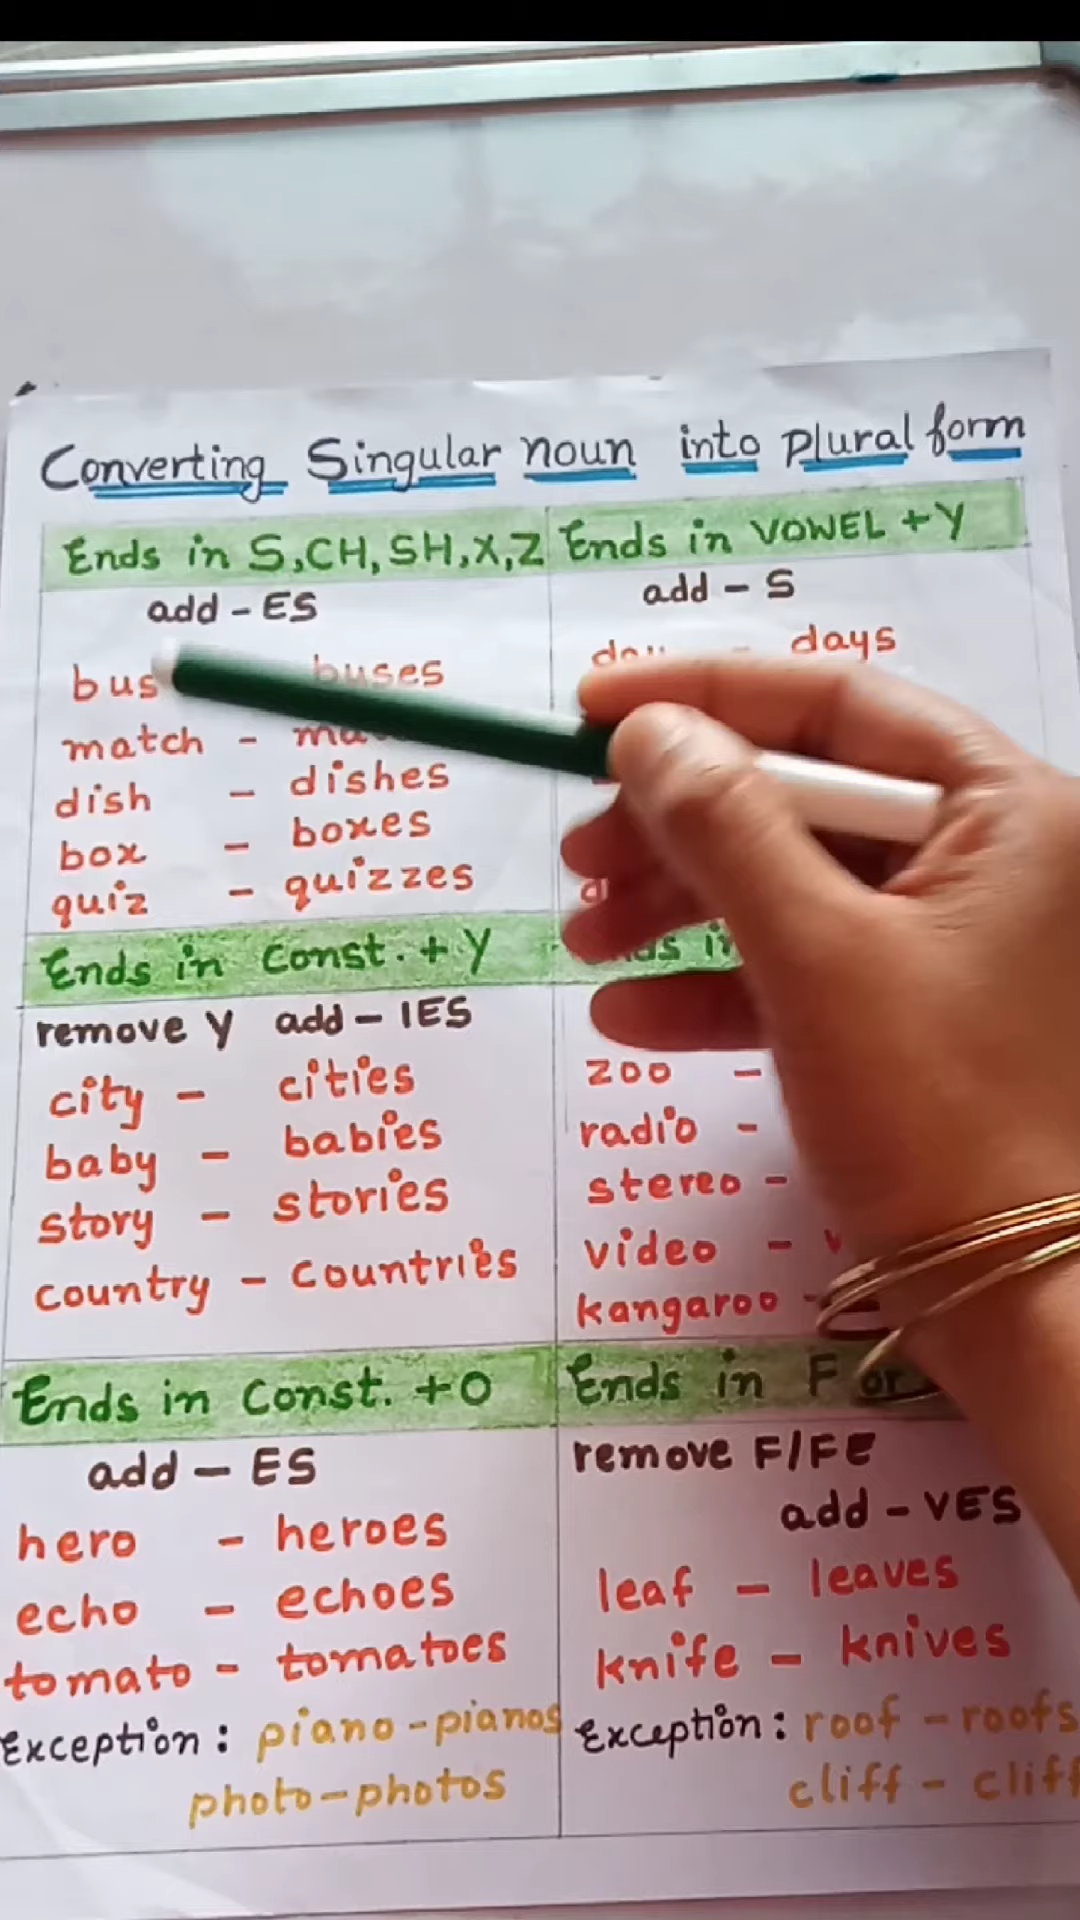 Converting Singular noun into plural form
Ends in S, CH, SH, X, Z
add - ES
bus buses
match -
dish - dishes
box - boxes
quiz - quizzes
Ends in VOWEL + Y
add - S
days
Ends in Const. + Y
remove Y add - IES
city - cities
baby - babies
story - stories
country - countries
zoo -
radio -
stereo -
video -
kangaroo -
Ends in Const. + O
add - ES
hero - heroes
echo - echoes
tomato - tomatoes
Exception : piano - pianos
photo - photos
Ends in F or
remove F/FE
add - VES
leaf - leaves
knife - knives
Exception : roof - roofs
cliff -